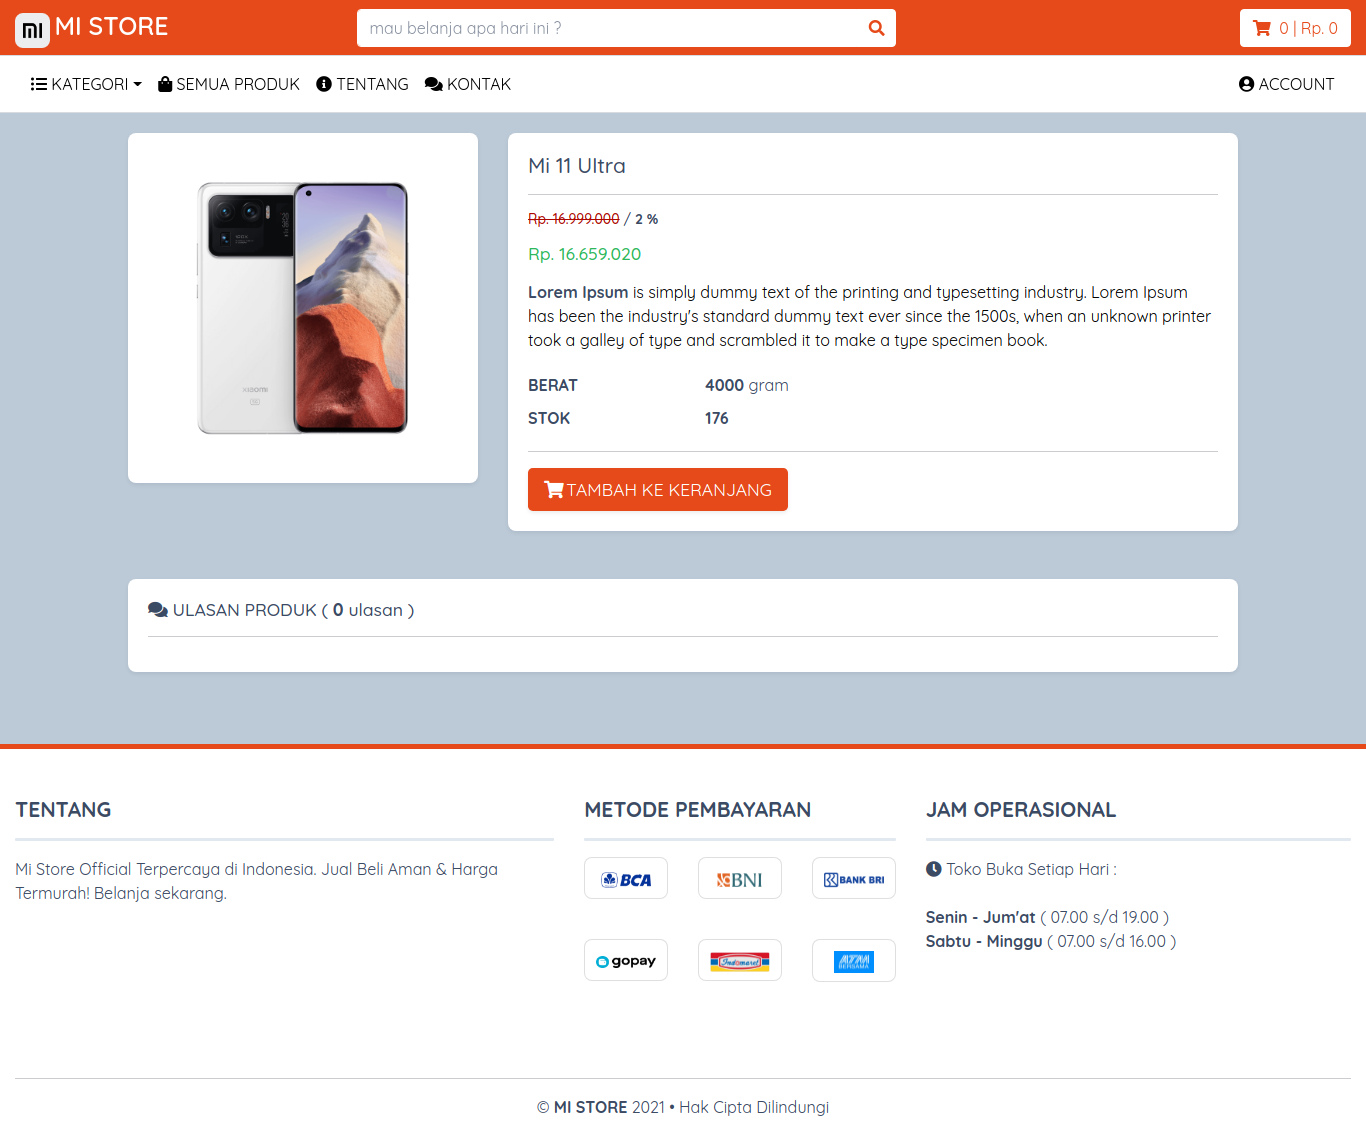 MI STORE
mau belanja apa hari ini ?
0 | Rp. 0
KATEGORI
SEMUA PRODUK
TENTANG
KONTAK
ACCOUNT
XIAOMI
Mi 11 Ultra
Rp. 16.999.000 / 2 %
Rp. 16.659.020
Lorem Ipsum is simply dummy text of the printing and typesetting industry. Lorem Ipsum
has been the industry's standard dummy text ever since the 1500s, when an unknown printer
took a galley of type and scrambled it to make a type specimen book.
BERAT 4000 gram
STOK 176
TAMBAH KE KERANJANG
ULASAN PRODUK ( 0 ulasan )
TENTANG
Mi Store Official Terpercaya di Indonesia. Jual Beli Aman & Harga
Termurah! Belanja sekarang.
METODE PEMBAYARAN
BCA
BNI
BANK BRI
gopay
Indomaret
ATM
BERSAMA
JAM OPERASIONAL
Toko Buka Setiap Hari :
Senin - Jum'at ( 07.00 s/d 19.00 )
Sabtu - Minggu ( 07.00 s/d 16.00 )
© MI STORE 2021 • Hak Cipta Dilindungi